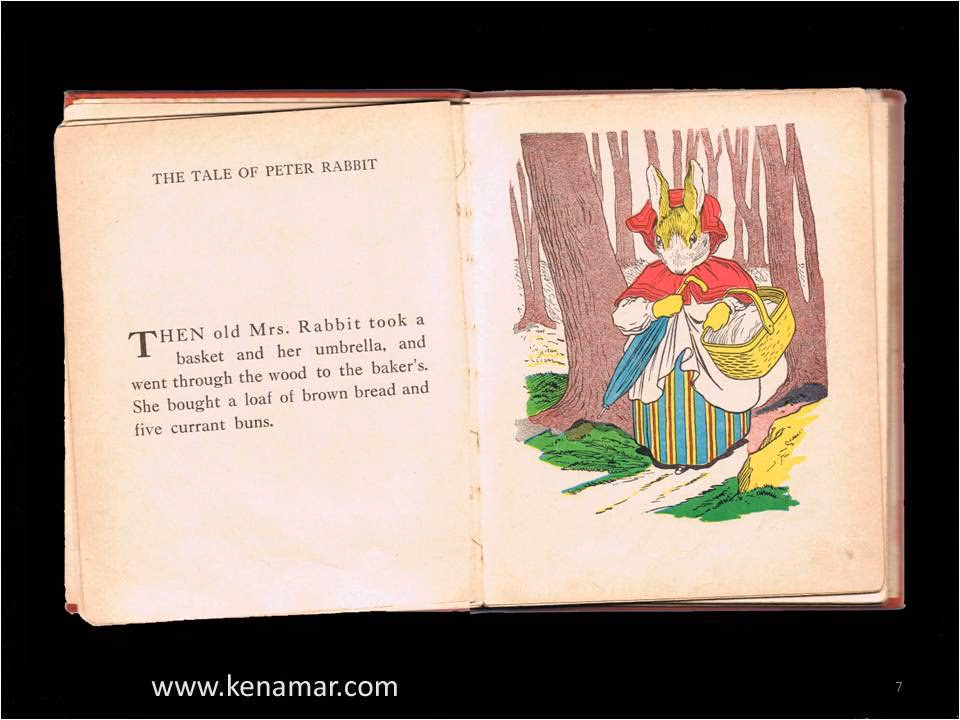 THE TALE OF PETER RABBIT
THEN old Mrs. Rabbit took a
basket and her umbrella, and
went through the wood to the baker's.
She bought a loaf of brown bread and
five currant buns.
www.kenamar.com
7